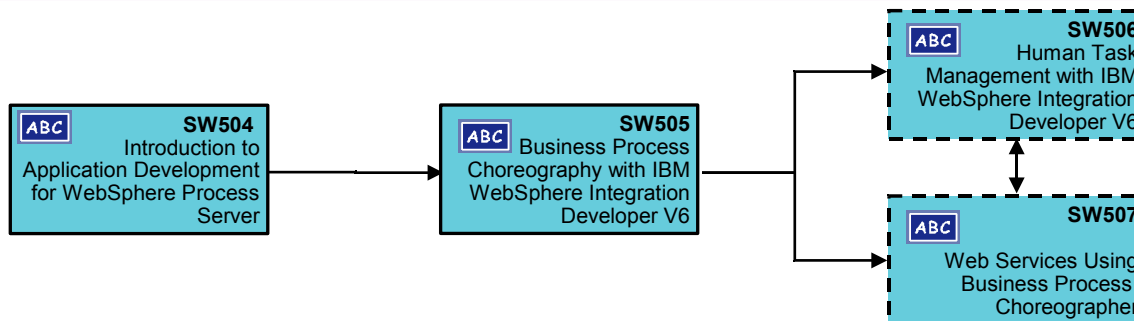 ABC
SW504
Introduction to
Application Development
for WebSphere Process
Server
ABC
SW505
Business Process
Choreography with IBM
WebSphere Integration
Developer V6
ABC
SW506
Human Task
Management with IBM
WebSphere Integration
Developer V6
ABC
SW507
Web Services Using
Business Process
Choreographer